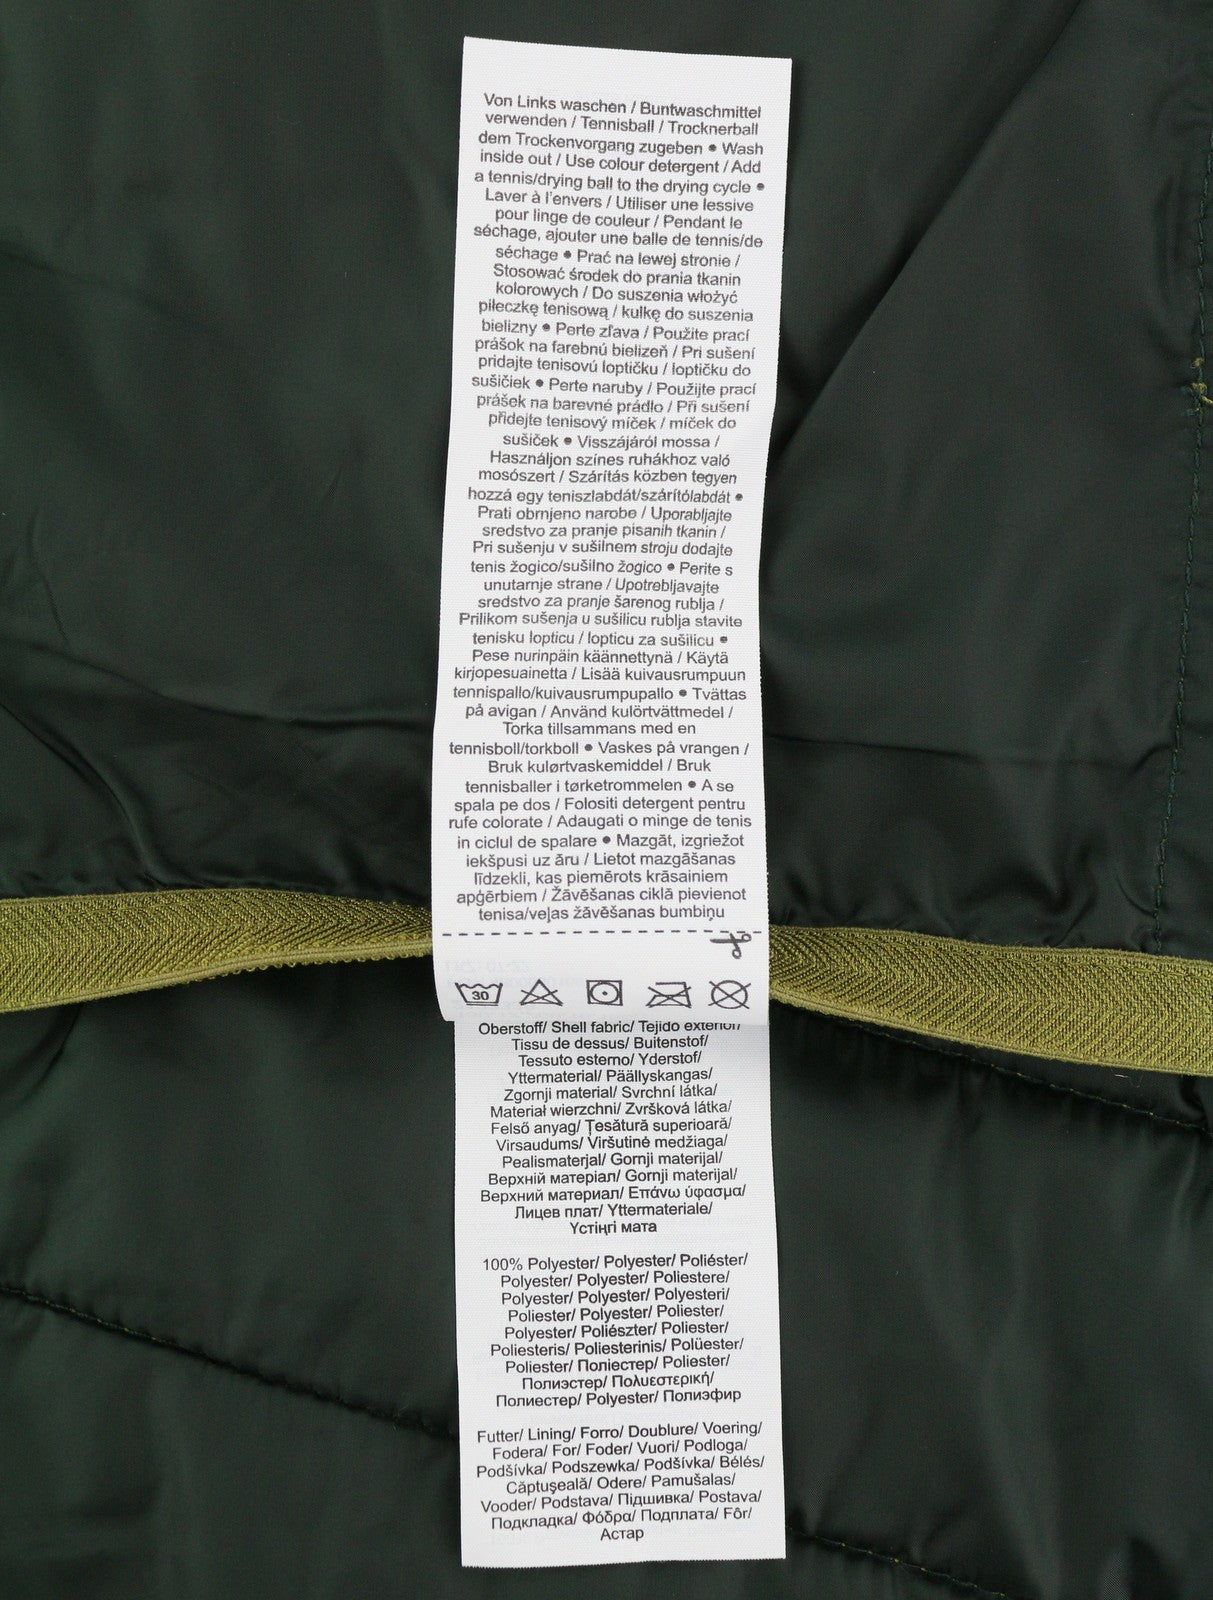 Von Links waschen / Buntwaschmittel
verwenden / Tennisball / Trocknerball
dem Trockenvorgang zugeben • Wash
inside out / Use colour detergent / Add
a tennis/drying ball to the drying cycle •
Laver à l'envers / Utiliser une lessive
pour linge de couleur / Pendant le
séchage, ajouter une balle de tennis/de
séchage • Prać na lewej stronie /
Stosować środek do prania tkanin
kolorowych / Do suszenia włożyć
piłeczkę tenisową / kulkę do suszenia
bielizny • Perte zľava / Použite prací
prášok na farebnú bielizeň / Pri sušení
pridajte tenisovú loptičku / loptičku do
sušičiek • Perte naruby / Použijte prací
prášek na barevné prádlo / Při sušení
přidejte tenisový míček / míček do
sušiček • Visszájáról mossa /
Használjon színes ruhákhoz való
mosószert / Szárítás közben tegyen
hozzá egy teniszlabdát/szárítólabdát •
Prati obrnjeno narobe / Uporabljajte
sredstvo za pranje pisanih tkanin /
Pri sušenju v sušilnem stroju dodajte
tenis žogico/sušilno žogico • Perite s
unutarnje strane / Upotrebljavajte
sredstvo za pranje šarenog rublja /
Prilikom sušenja u sušilicu rublja stavite
tenisku lopticu / lopticu za sušilicu •
Pese nurinpäin käännettynä / Käytä
kirjopesuainetta / Lisää kuivausrumpuun
tennispallo/kuivausrumpupallo • Tvättas
på avigan / Använd kulörtvättmedel /
Torka tillsammans med en
tennisboll/torkboll • Vaskes på vrangen /
Bruk kulørtvaskemiddel / Bruk
tennisballer i tørketrommelen • A se
spala pe dos / Folositi detergent pentru
rufe colorate / Adaugati o minge de tenis
in ciclul de spalare • Mazgāt, izgriežot
iekšpusi uz āru / Lietot mazgāšanas
līdzekli, kas piemērots krāsainiem
apģērbiem / Žāvēšanas ciklā pievienot
tenisa/veļas žāvēšanas bumbiņu
30
Oberstoff/ Shell fabric/ Tejido exterior/
Tissu de dessus/ Buitenstof/
Tessuto esterno/ Yderstof/
Yttermaterial/ Päällyskangas/
Zgornji material/ Svrchní látka/
Materiał wierzchni/ Zvršková látka/
Felső anyag/ Țesătură superioară/
Virsaudums/ Viršutinė medžiaga/
Pealismaterjal/ Gornji materijal/
Верхній матеріал/ Gornji materijal/
Верхний материал/ Επάνω ύφασμα/
Лицев плат/ Yttermateriale/
Үстіңгі мата
100% Polyester/ Polyester/ Poliéster/
Polyester/ Polyester/ Poliestere/
Polyester/ Polyester/ Polyesteri/
Poliester/ Polyester/ Poliester/
Polyester/ Poliészter/ Poliester/
Poliesteris/ Poliesterinis/ Polüester/
Poliester/ Поліестер/ Poliester/
Полиэстер/ Πολυεστερική/
Полиестер/ Polyester/ Полиэфир
Futter/ Lining/ Forro/ Doublure/ Voering/
Fodera/ For/ Foder/ Vuori/ Podloga/
Podšívka/ Podszewka/ Podšívka/ Bélés/
Căptuşeală/ Odere/ Pamušalas/
Vooder/ Podstava/ Підшивка/ Postava/
Подкладка/ Φόδρα/ Подплата/ Fôr/
Астар